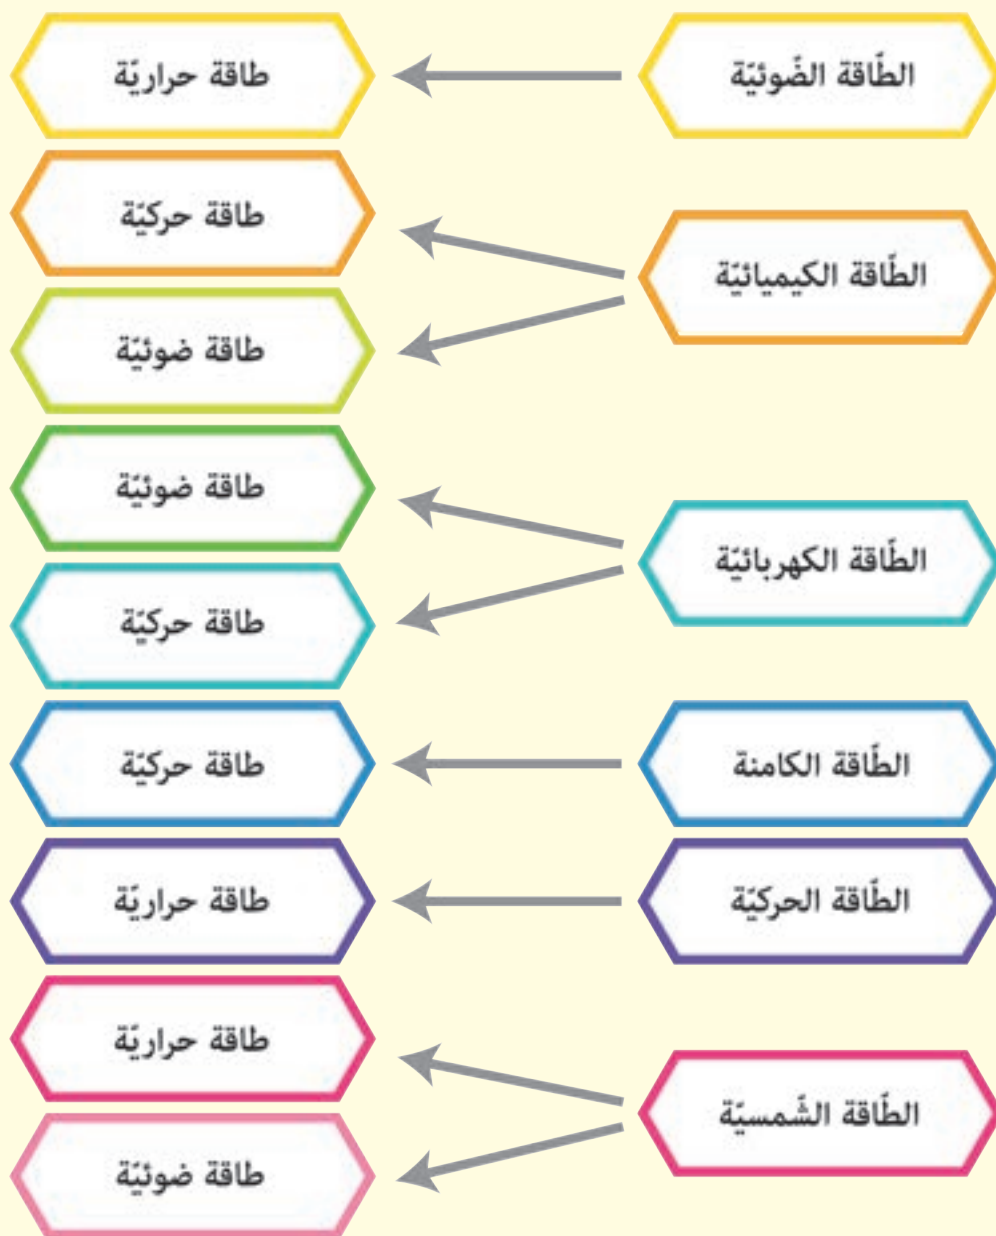 الطّاقة الضّوئيّة
طاقة حراريّة
الطّاقة الكيميائيّة
طاقة حركيّة
طاقة ضوئيّة
الطّاقة الكهربائيّة
طاقة ضوئيّة
طاقة حركيّة
الطّاقة الكامنة
طاقة حركيّة
الطّاقة الحركيّة
طاقة حراريّة
الطّاقة الشّمسيّة
طاقة حراريّة
طاقة ضوئيّة